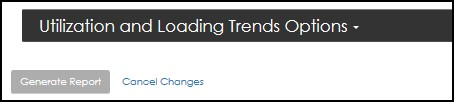 Utilization and Loading Trends Options
Generate Report Cancel Changes